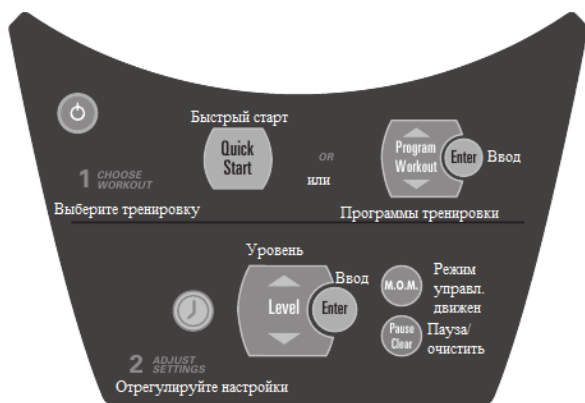 Быстрый старт
Quick
Start
OR
или
Program
Workout
Enter
Ввод
1 CHOOSE
WORKOUT
Выберите тренировку
Программы тренировки
Уровень
Level
Ввод
Enter
M.O.M.
Режим
управл.
движен
Pause
Clear
Пауза/
очистить
2 ADJUST
SETTINGS
Отрегулируйте настройки